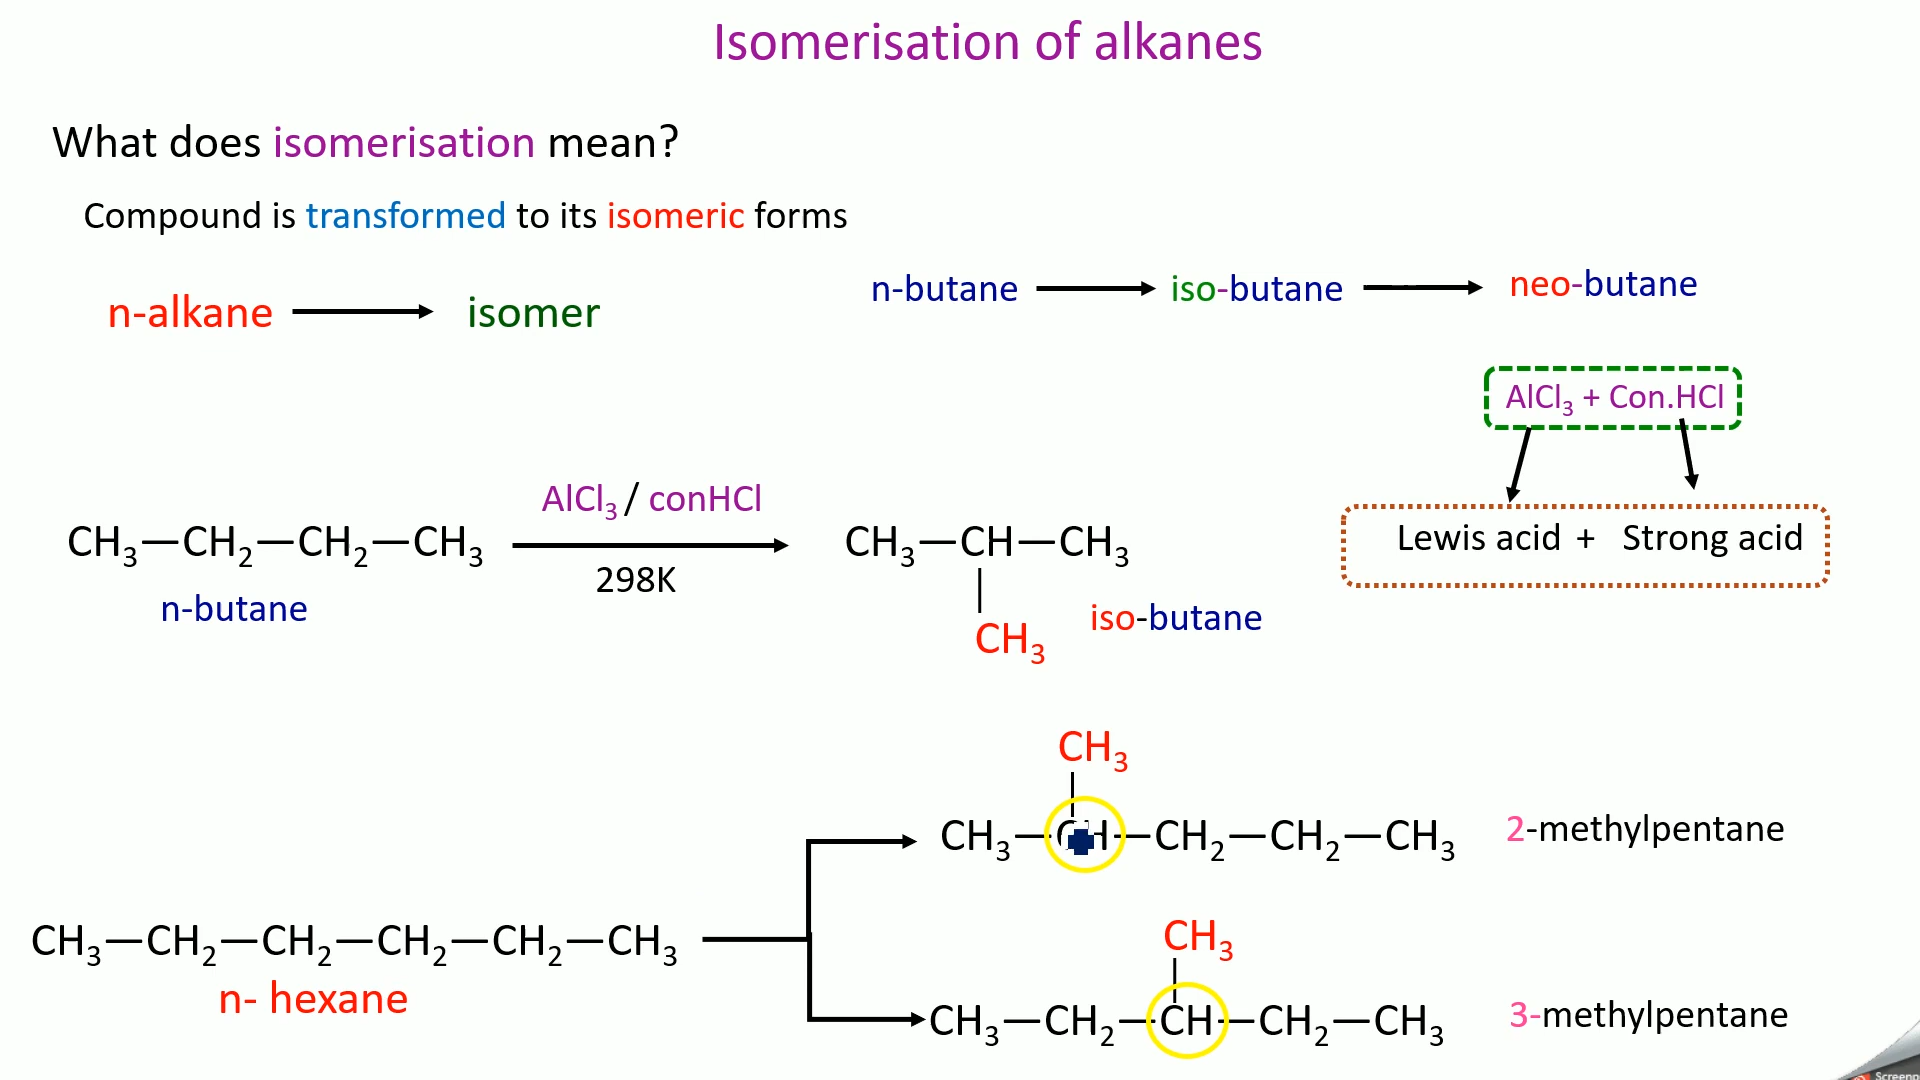 Isomerisation of alkanes
What does isomerisation mean?
Compound is transformed to its isomeric forms
n-alkane → isomer
n-butane → iso-butane → neo-butane
AlCl₃ + Con.HCl
Lewis acid + Strong acid
AlCl₃ / conHCl
CH₃—CH₂—CH₂—CH₃
298K
CH₃—CH—CH₃
CH₃
n-butane
iso-butane
CH₃
CH₃—CH—CH₂—CH₂—CH₃
2-methylpentane
CH₃—CH₂—CH₂—CH₂—CH₂—CH₃
n- hexane
CH₃
CH₃—CH₂—CH—CH₂—CH₃
3-methylpentane